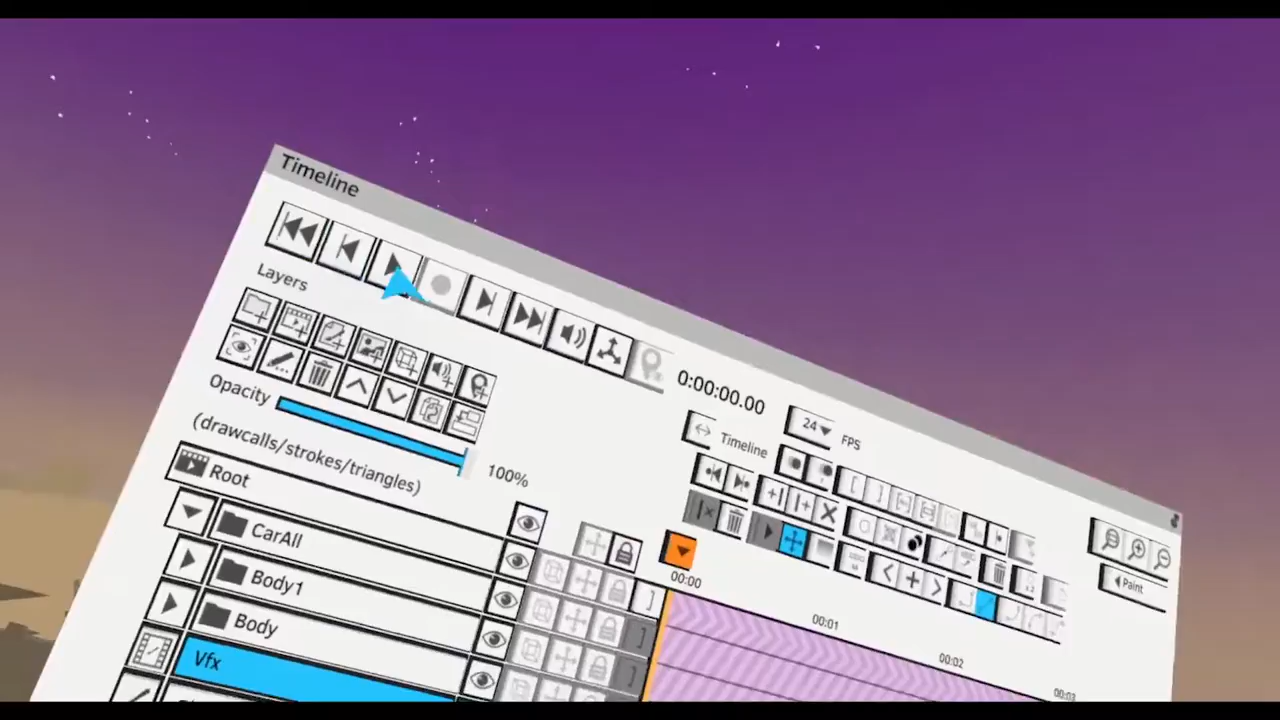 Timeline
Layers
0:00:00.00
24 FPS
Timeline
Opacity
100%
(drawcalls/strokes/triangles)
Root
CarAll
Body1
Body
Vfx
Paint
00:00
00:01
00:02
00:03